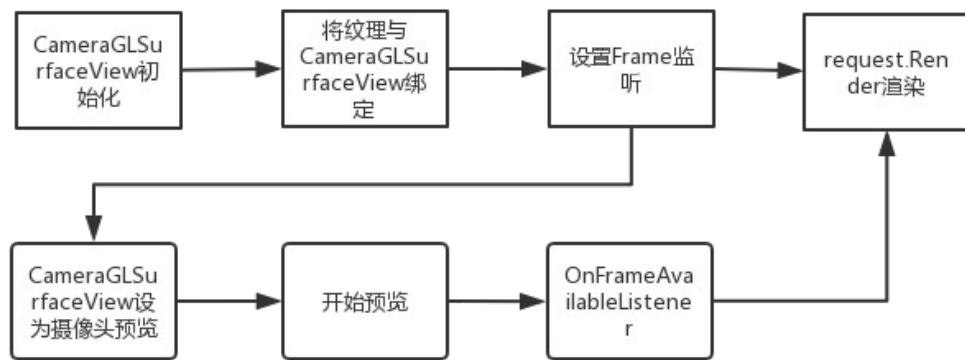 CameraGLSu
rfaceView初
始化
将纹理与
CameraGLSu
rfaceView绑
定
设置Frame监
听
request.Ren
der渲染
CameraGLSu
rfaceView设
为摄像头预览
开始预览
OnFrameAva
ilableListene
r